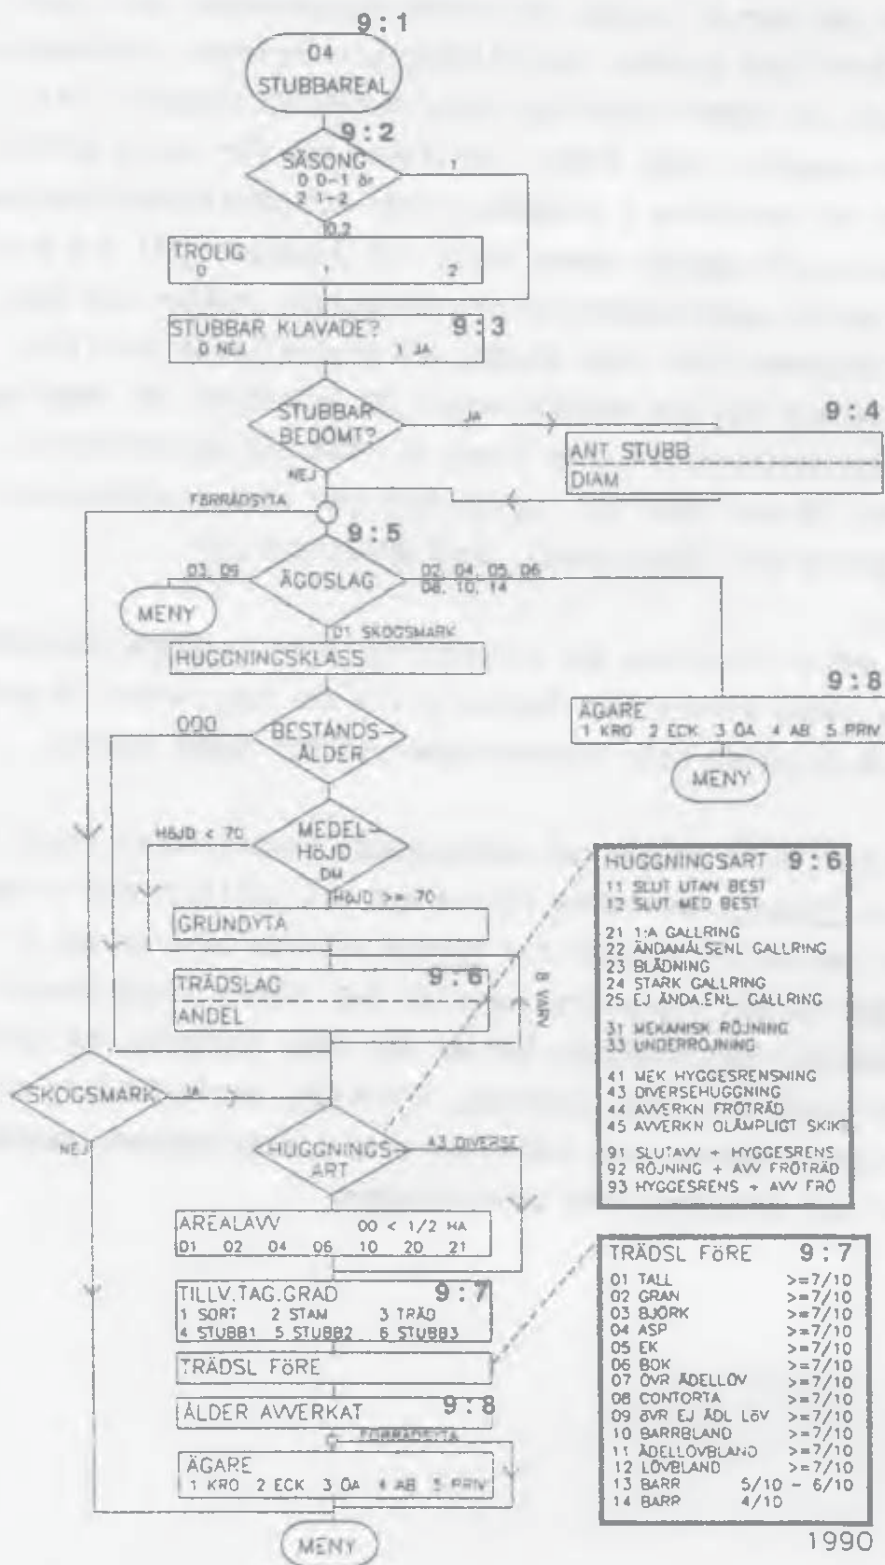 9:1
04
STUBBAREAL
9:2
SÄSONG
0 0-1 år
2 1-2
1
0,2
TROLIG
0 1 2
STUBBAR KLAVADE? 9:3
0 NEJ 1 JA
STUBBAR
BEDÖMT?
JA
NEJ
9:4
ANT STUBB
DIAM
FÖRRÅDSYTA
9:5
ÄGOSLAG
03, 09
MENY
02, 04, 05, 06
08, 10, 14
01 SKOGSMARK
HUGGNINGSKLASS
9:8
ÄGARE
1 KRO 2 ECK 3 ÖA 4 AB 5 PRIV
MENY
000
BESTÅNDS-
ÅLDER
HÖJD < 70
MEDEL-
HÖJD
DM
HÖJD >= 70
GRUNDYTA
TRÄDSLAG 9:6
ANDEL
8 VARV
SKOGSMARK
JA
NEJ
HUGGNINGS-
ART
43 DIVERSE
AREALAVV 00 < 1/2 HA
01 02 04 06 10 20 21
TILLV.TAG.GRAD 9:7
1 SORT 2 STAM 3 TRÄD
4 STUBB1 5 STUBB2 6 STUBB3
TRÄDSL FÖRE
ÅLDER AVVERKAT 9:8
FÖRRÅDSYTA
ÄGARE
1 KRO 2 ECK 3 ÖA 4 AB 5 PRIV
MENY
HUGGNINGSART 9:6
11 SLUT UTAN BEST
12 SLUT MED BEST
21 1:A GALLRING
22 ÄNDAMÅLSENL GALLRING
23 BLÄDNING
24 STARK GALLRING
25 EJ ÄNDA.ENL. GALLRING
31 MEKANISK RÖJNING
33 UNDERRÖJNING
41 MEK HYGGESRENSNING
43 DIVERSEHUGGNING
44 AVVERKN FRÖTRÄD
45 AVVERKN OLÄMPLIGT SKIKT
91 SLUTAVV + HYGGESRENS
92 RÖJNING + AVV FRÖTRÄD
93 HYGGESRENS + AVV FRÖ
TRÄDSL FÖRE 9:7
01 TALL >=7/10
02 GRAN >=7/10
03 BJÖRK >=7/10
04 ASP >=7/10
05 EK >=7/10
06 BOK >=7/10
07 ÖVR ÄDELLÖV >=7/10
08 CONTORTA >=7/10
09 ÖVR EJ ÄDL LÖV >=7/10
10 BARRBLAND >=7/10
11 ÄDELLÖVBLAND >=7/10
12 LÖVBLAND >=7/10
13 BARR 5/10 - 6/10
14 BARR 4/10
1990